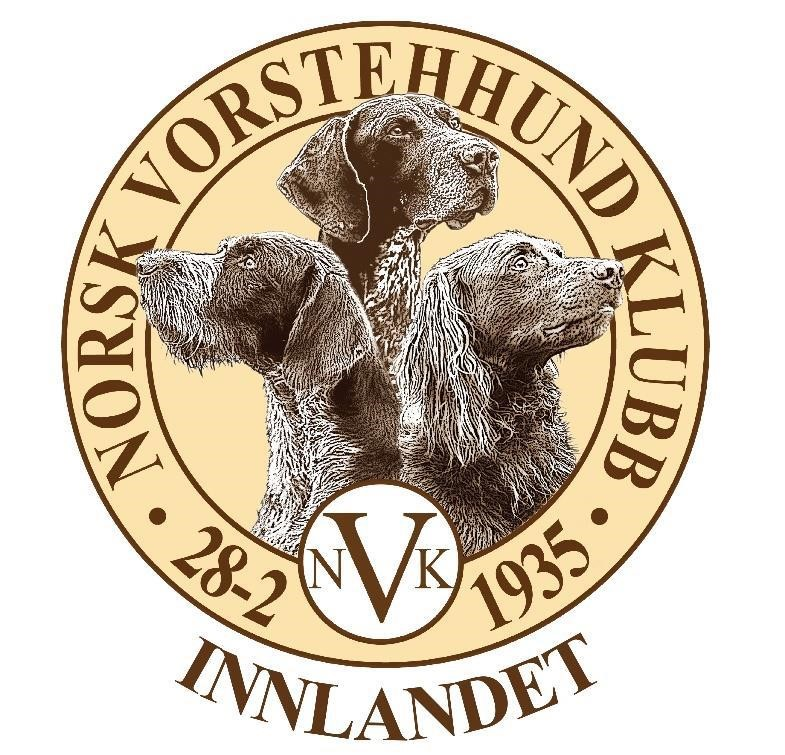 NORSK VORSTEHHUND KLUBB
• 28-2 1935 •
NVK
INNLANDET